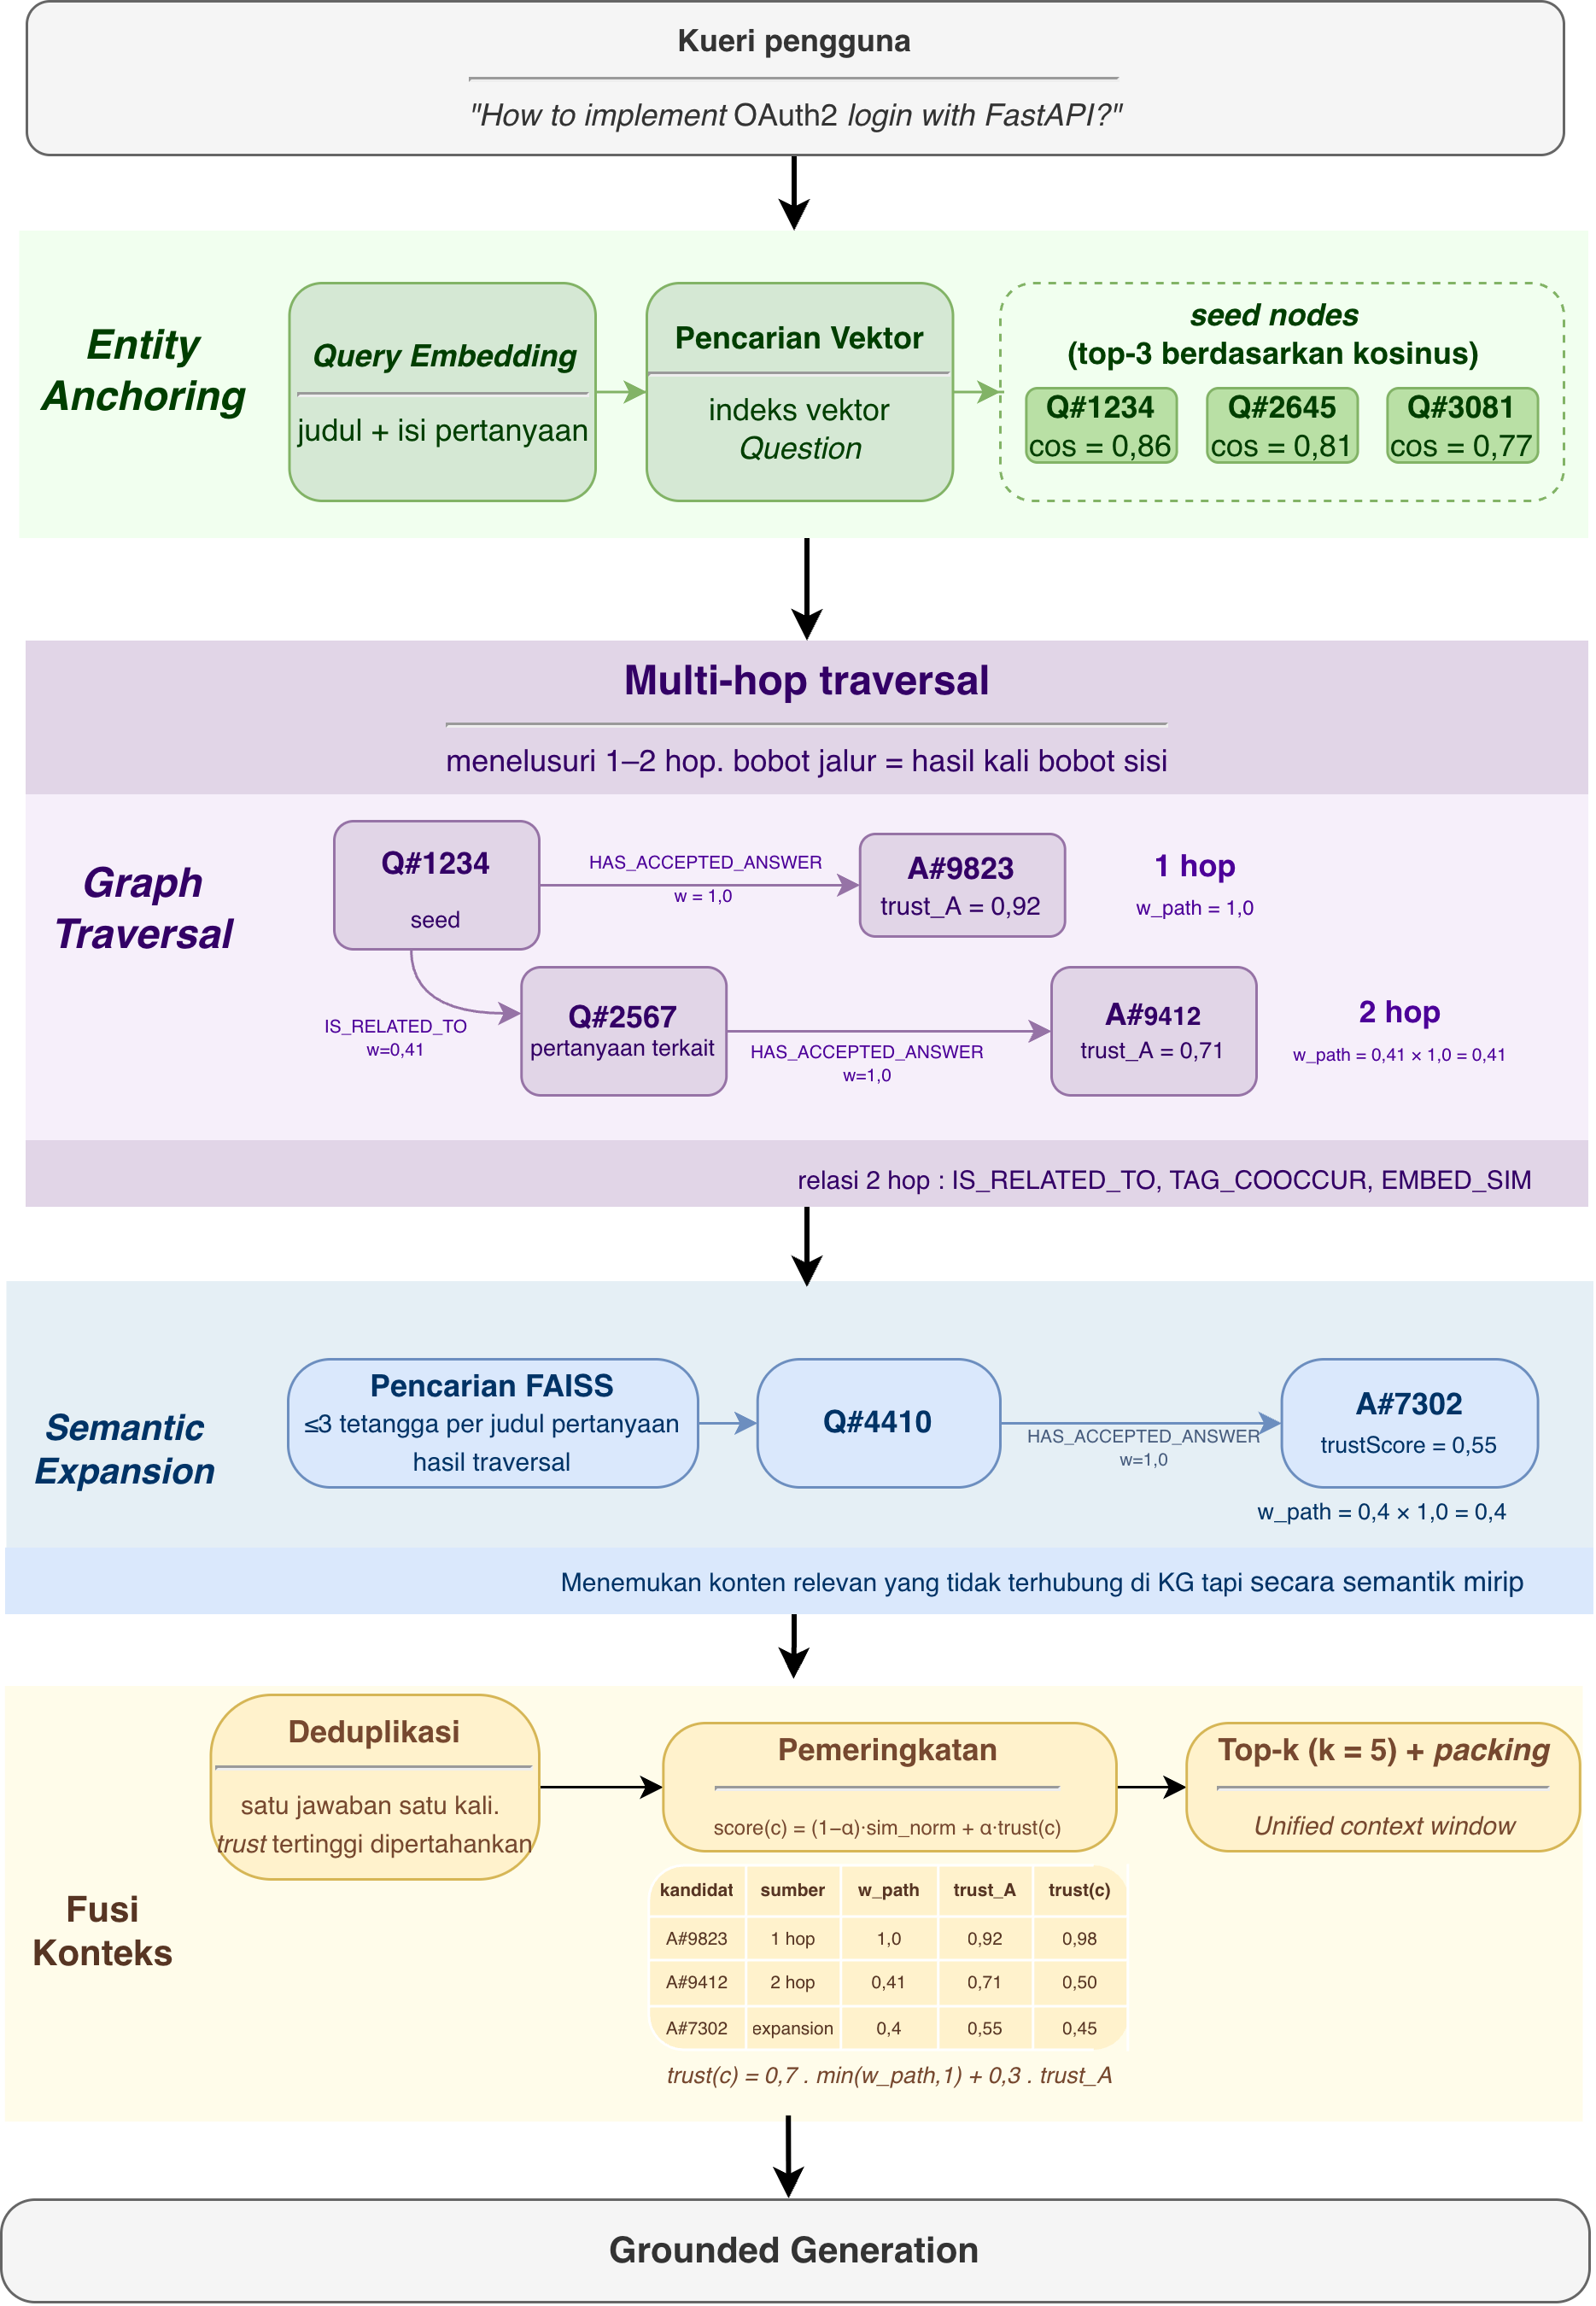 Kueri pengguna
"How to implement OAuth2 login with FastAPI?"
Entity
Anchoring
Query Embedding
judul + isi pertanyaan
Pencarian Vektor
indeks vektor
Question
seed nodes
(top-3 berdasarkan kosinus)
Q#1234
cos = 0,86
Q#2645
cos = 0,81
Q#3081
cos = 0,77
Multi-hop traversal
menelusuri 1–2 hop. bobot jalur = hasil kali bobot sisi
Graph
Traversal
Q#1234
seed
HAS_ACCEPTED_ANSWER
w = 1,0
A#9823
trust_A = 0,92
1 hop
w_path = 1,0
IS_RELATED_TO
w=0,41
Q#2567
pertanyaan terkait
HAS_ACCEPTED_ANSWER
w=1,0
A#9412
trust_A = 0,71
2 hop
w_path = 0,41 × 1,0 = 0,41
relasi 2 hop : IS_RELATED_TO, TAG_COOCCUR, EMBED_SIM
Semantic
Expansion
Pencarian FAISS
≤3 tetangga per judul pertanyaan
hasil traversal
Q#4410
HAS_ACCEPTED_ANSWER
w=1,0
A#7302
trustScore = 0,55
w_path = 0,4 × 1,0 = 0,4
Menemukan konten relevan yang tidak terhubung di KG tapi secara semantik mirip
Fusi
Konteks
Deduplikasi
satu jawaban satu kali.
trust tertinggi dipertahankan
Pemeringkatan
score(c) = (1−α)·sim_norm + α·trust(c)
Top-k (k = 5) + packing
Unified context window
kandidat sumber w_path trust_A trust(c)
A#9823 1 hop 1,0 0,92 0,98
A#9412 2 hop 0,41 0,71 0,50
A#7302 expansion 0,4 0,55 0,45
trust(c) = 0,7 . min(w_path,1) + 0,3 . trust_A
Grounded Generation